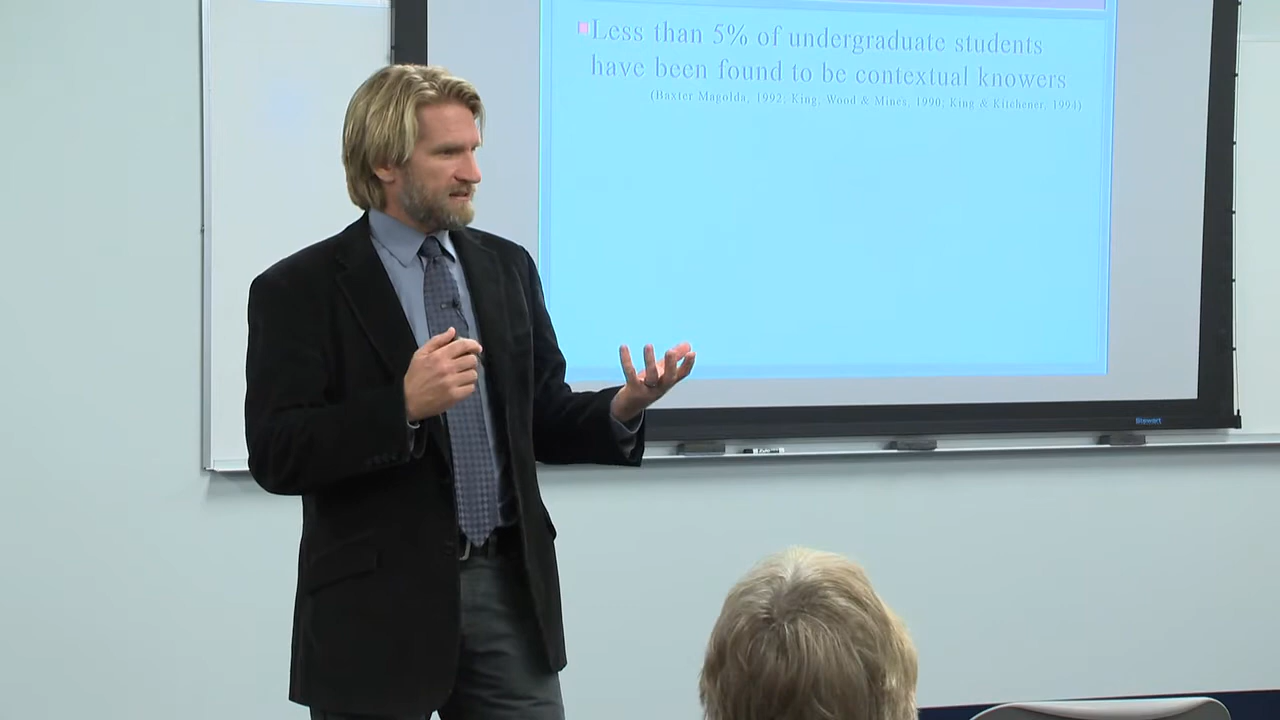 Less than 5% of undergraduate students
have been found to be contextual knowers
(Baxter Magolda, 1992; King, Wood & Mines, 1990; King & Kitchener, 1994)